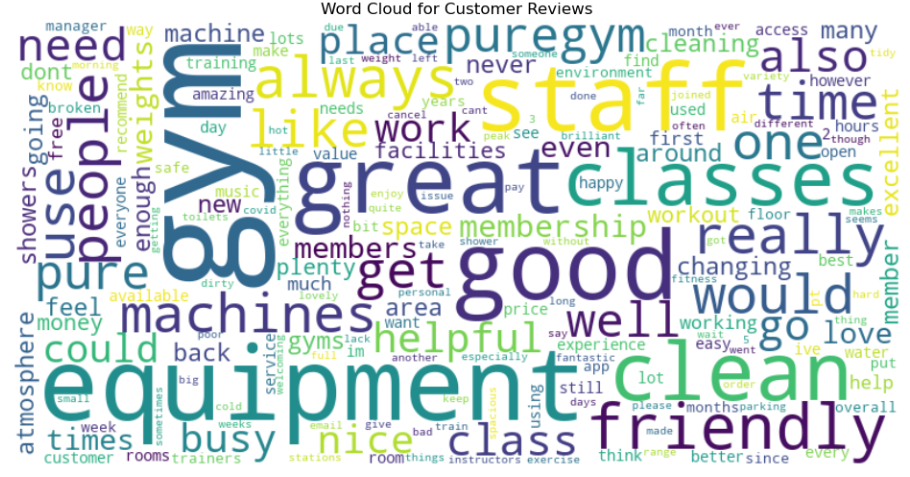 Word Cloud for Customer Reviews
manager
way
machine
lots
due
able
place
puregym
month
ever
access
many
need
last
weight
left
someone
cleaning
dont
training
make
never
find
also
morning
tidy
know
people
weights
amazing
always
two
environment
far
joined
variety
however
broken
recommend
needs
years
done
staff
used
air
time
day
cancel
cant
going
free
hot
like
work
peak
3
see
brilliant
often
different
2
though
hours
excellent
safe
gym
little
value
facilities
even
first
around
one
open
showers
use
everyone
enough
music
everything
great
classes
happy
new
nothing
enjoy
issue
pay
toilets
covid
quite
workout
floor
makes
getting
bit
space
membership
got
seems
members
take
shower
without
really
member
pure
dirty
plenty
get
good
changing
best
lovely
personal
fitness
available
much
feel
machines
area
price
long
would
pt
hard
money
want
well
working
go
love
thing
atmosphere
could
poor
service
welcoming
gyms
lack
helpful
say
experience
wait
5
easy
went
ive
water
back
im
another
especially
fantastic
app
put
equipment
big
full
still
lot
clean
order
help
small
sometimes
cold
keep
spacious
using
days
please
months
parking
overall
week
weeks
email
give
bad
train
made
friendly
times
busy
nice
class
customer
rooms
trainers
stations
room
things
instructors
exercise
think
range
better
since
every